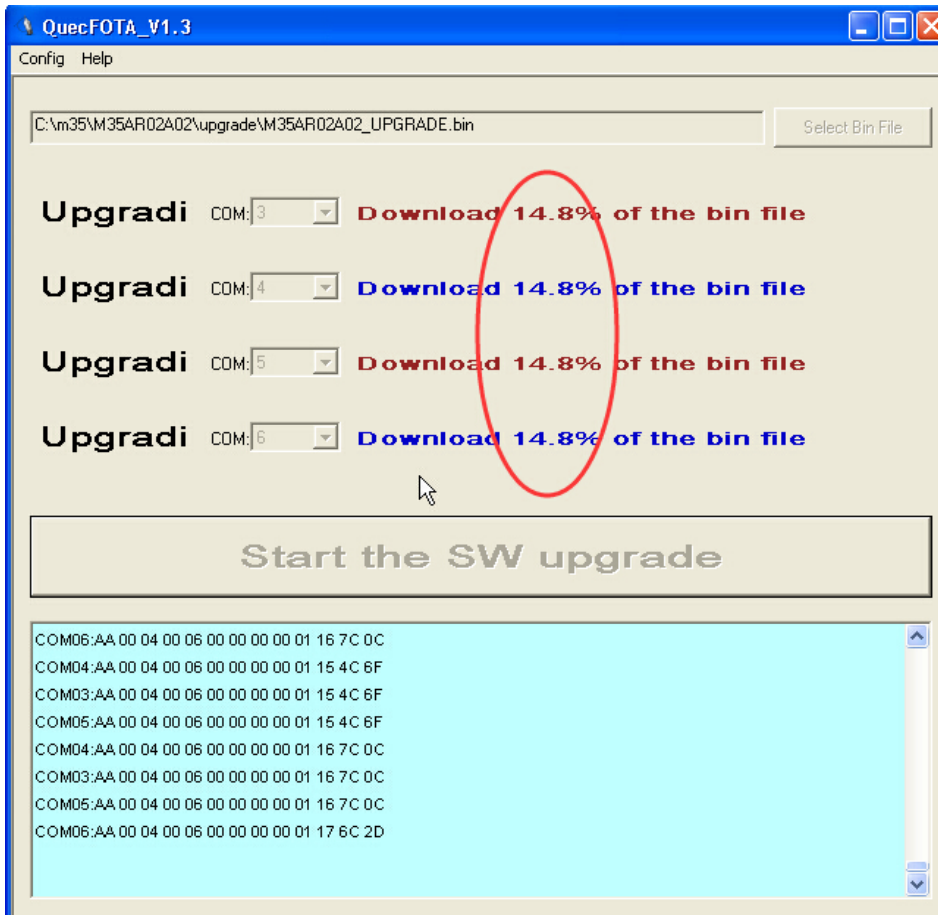 QuecFOTA_V1.3
Config Help
C:\m35\M35AR02A02\upgrade\M35AR02A02_UPGRADE.bin Select Bin File
Upgradi COM: 3 Download 14.8% of the bin file
Upgradi COM: 4 Download 14.8% of the bin file
Upgradi COM: 5 Download 14.8% of the bin file
Upgradi COM: 6 Download 14.8% of the bin file
Start the SW upgrade
COM06:AA 00 04 00 06 00 00 00 00 01 16 7C 0C
COM04:AA 00 04 00 06 00 00 00 00 01 15 4C 6F
COM03:AA 00 04 00 06 00 00 00 00 01 15 4C 6F
COM05:AA 00 04 00 06 00 00 00 00 01 15 4C 6F
COM04:AA 00 04 00 06 00 00 00 00 01 16 7C 0C
COM03:AA 00 04 00 06 00 00 00 00 01 16 7C 0C
COM05:AA 00 04 00 06 00 00 00 00 01 16 7C 0C
COM06:AA 00 04 00 06 00 00 00 00 01 17 6C 2D